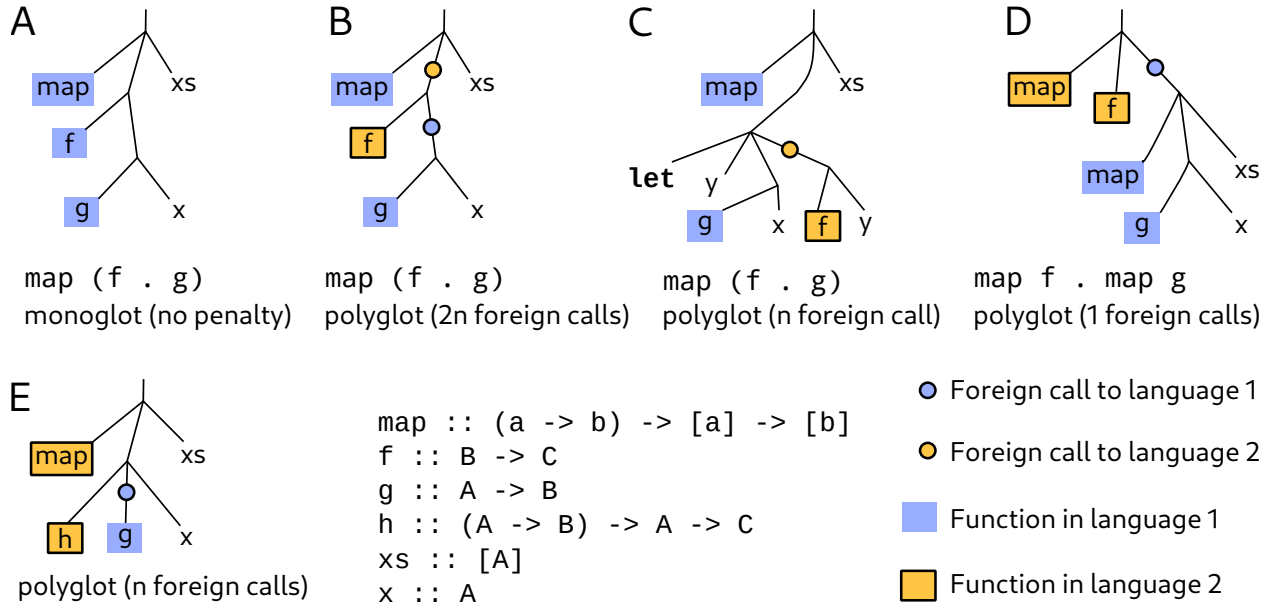 A
map
xs
f
g
x
map (f . g)
monoglot (no penalty)
B
map
xs
f
g
x
map (f . g)
polyglot (2n foreign calls)
C
map
xs
let
y
g
x
f
y
map (f . g)
polyglot (n foreign call)
D
map
f
map
xs
g
x
map f . map g
polyglot (1 foreign calls)
E
map
xs
h
g
x
polyglot (n foreign calls)
map :: (a -> b) -> [a] -> [b]
f :: B -> C
g :: A -> B
h :: (A -> B) -> A -> C
xs :: [A]
x :: A
Foreign call to language 1
Foreign call to language 2
Function in language 1
Function in language 2